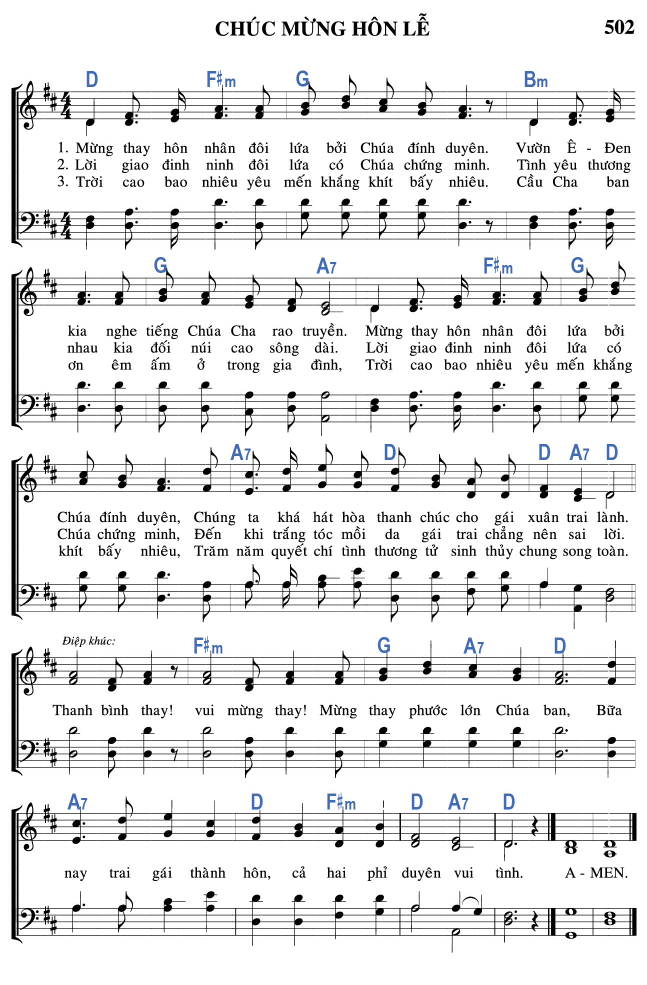 CHÚC MỪNG HÔN LỄ 502
D F♯m G Bm
1. Mừng thay hôn nhân đôi lứa bởi Chúa đính duyên. Vườn Ê - Đen
2. Lời giao đinh ninh đôi lứa có Chúa chứng minh. Tình yêu thương
3. Trời cao bao nhiêu yêu mến khắng khít bấy nhiêu. Cầu Cha ban
G A7 F♯m G
kia nghe tiếng Chúa Cha rao truyền. Mừng thay hôn nhân đôi lứa bởi
nhau kia đối núi cao sông dài. Lời giao đinh ninh đôi lứa có
ơn êm ấm ở trong gia đình, Trời cao bao nhiêu yêu mến khắng
A7 D D A7 D
Chúa đính duyên, Chúng ta khá hát hòa thanh chúc cho gái xuân trai lành.
Chúa chứng minh, Đến khi trắng tóc mồi da gái trai chẳng nên sai lời.
khít bấy nhiêu, Trăm năm quyết chí tình thương tử sinh thủy chung song toàn.
Điệp khúc:
F♯m G A7 D
Thanh bình thay! vui mừng thay! Mừng thay phước lớn Chúa ban, Bữa
A7 D F♯m D A7 D
nay trai gái thành hôn, cả hai phỉ duyên vui tình. A - MEN.